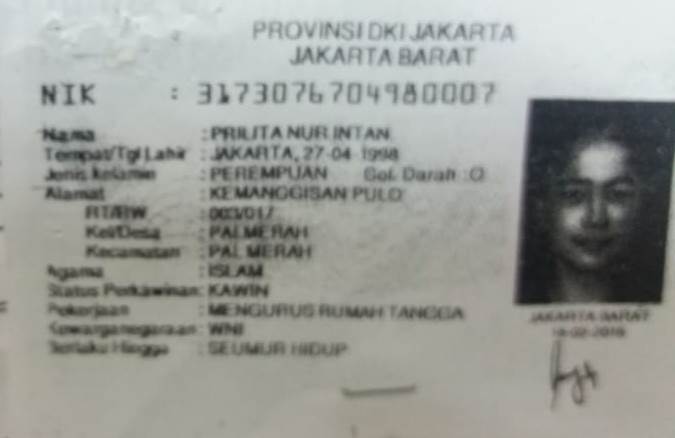 PROVINSI DKI JAKARTA
JAKARTA BARAT
NIK : 3173076704980007
Nama : PRILITA NUR INTAN
Tempat/Tgl Lahir : JAKARTA, 27-04-1998
Jenis kelamin : PEREMPUAN Gol. Darah : O
Alamat : KEMANGGISAN PULO
RT/RW : 003/017
Kel/Desa : PALMERAH
Kecamatan : PALMERAH
Agama : ISLAM
Status Perkawinan: KAWIN
Pekerjaan : MENGURUS RUMAH TANGGA
Kewarganegaraan: WNI
Berlaku Hingga : SEUMUR HIDUP
JAKARTA BARAT